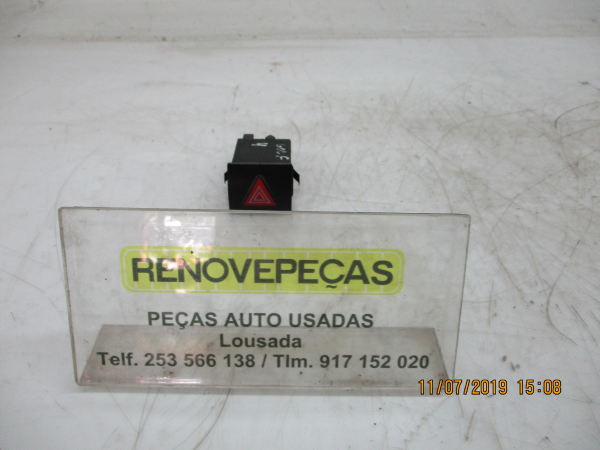 RENOVEPEÇAS
PEÇAS AUTO USADAS
Lousada
Telf. 253 566 138 / Tlm. 917 152 020
11/07/2019 15:08